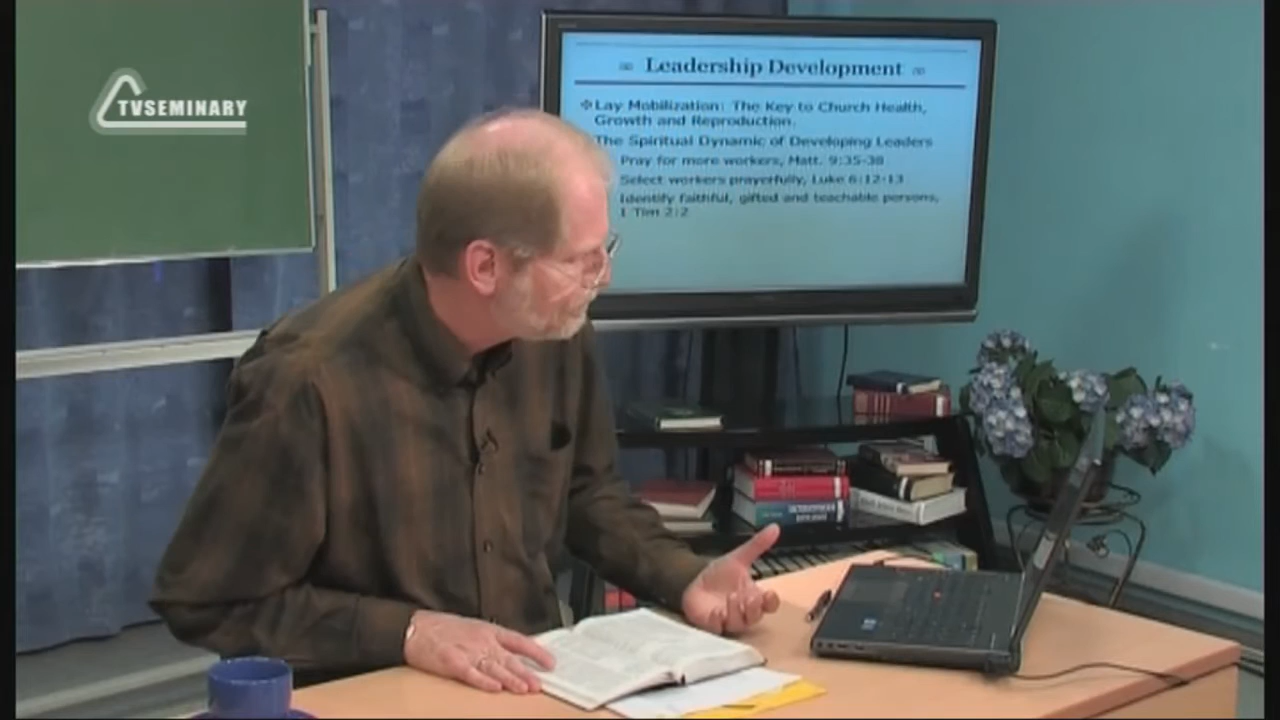 TVSEMINARY
Leadership Development
Lay Mobilization: The Key to Church Health,
Growth and Reproduction.
The Spiritual Dynamic of Developing Leaders
Pray for more workers, Matt. 9:35-38
Select workers prayerfully, Luke 6:12-13
Identify faithful, gifted and teachable persons,
1 Tim 2:2